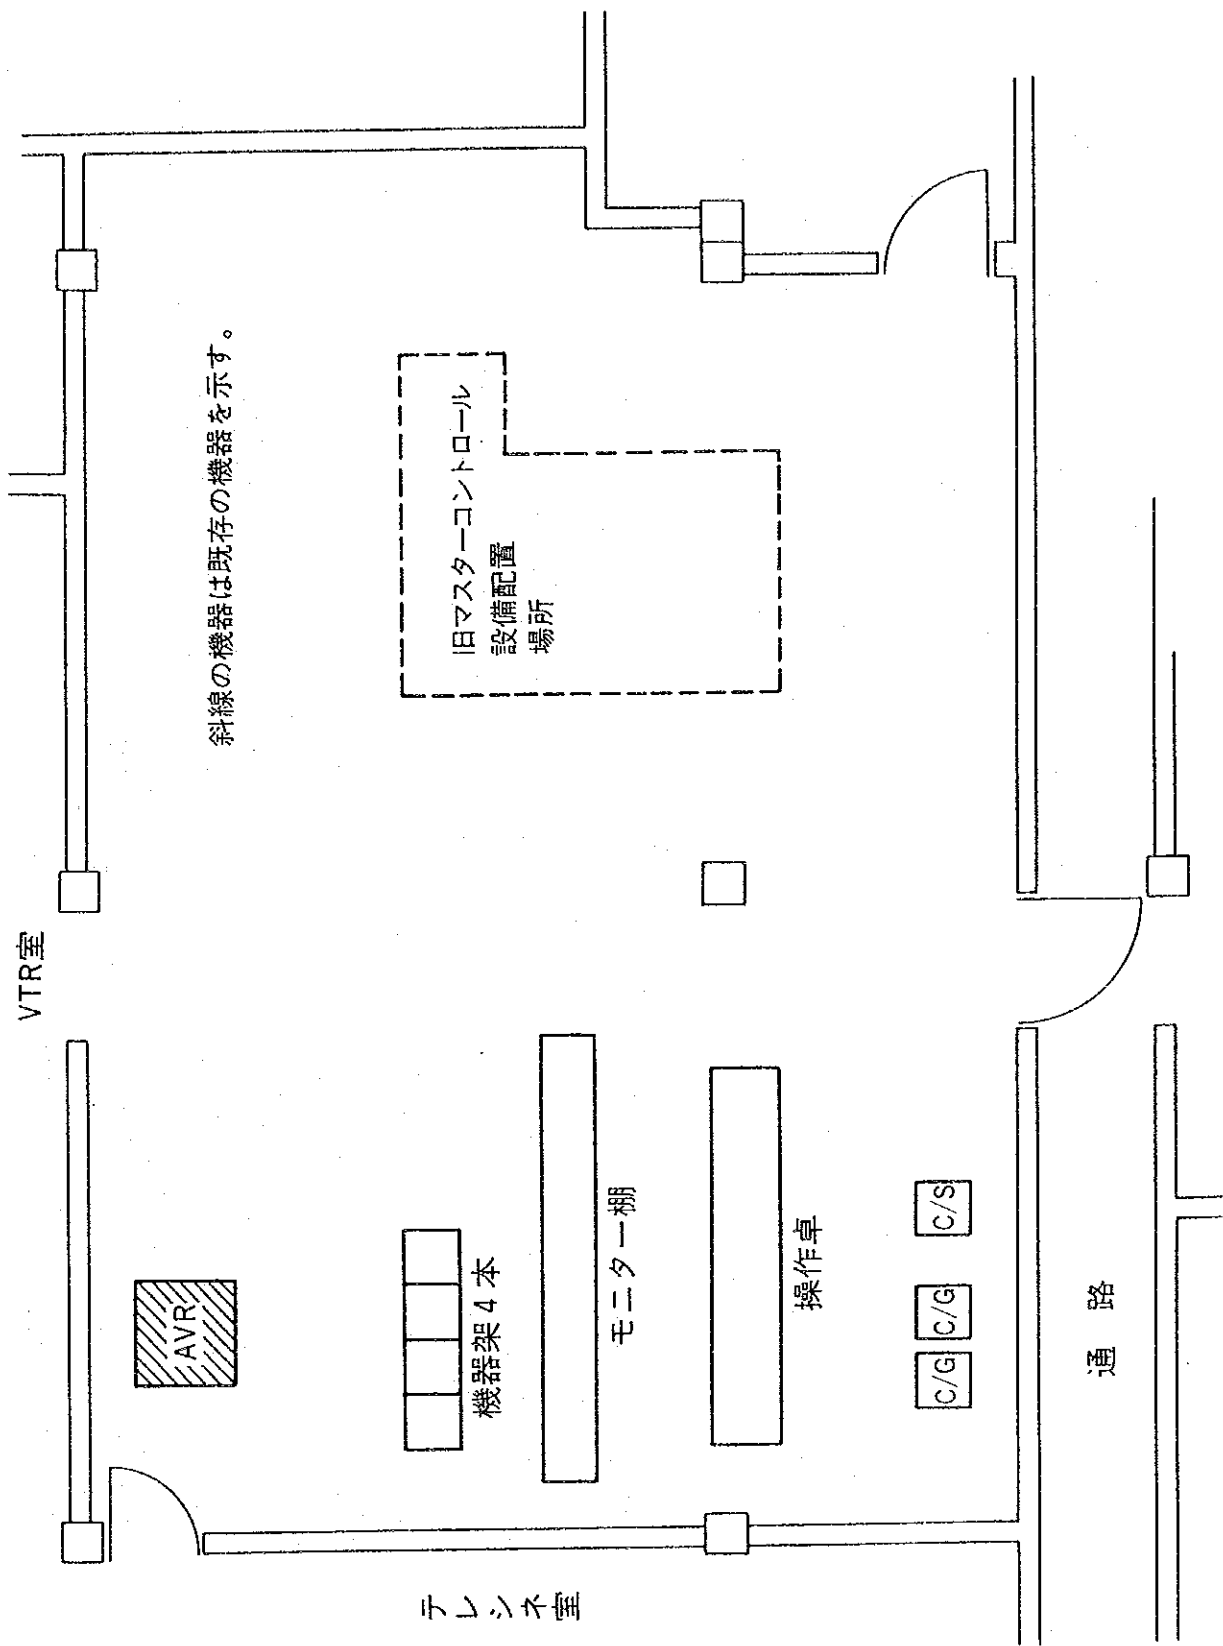 VTR室
斜線の機器は既存の機器を示す。
AVR
旧マスターコントロール
設備配置
場所
機器架4本
モニター棚
テレシネ室
操作卓
C/G
C/G
C/S
通路